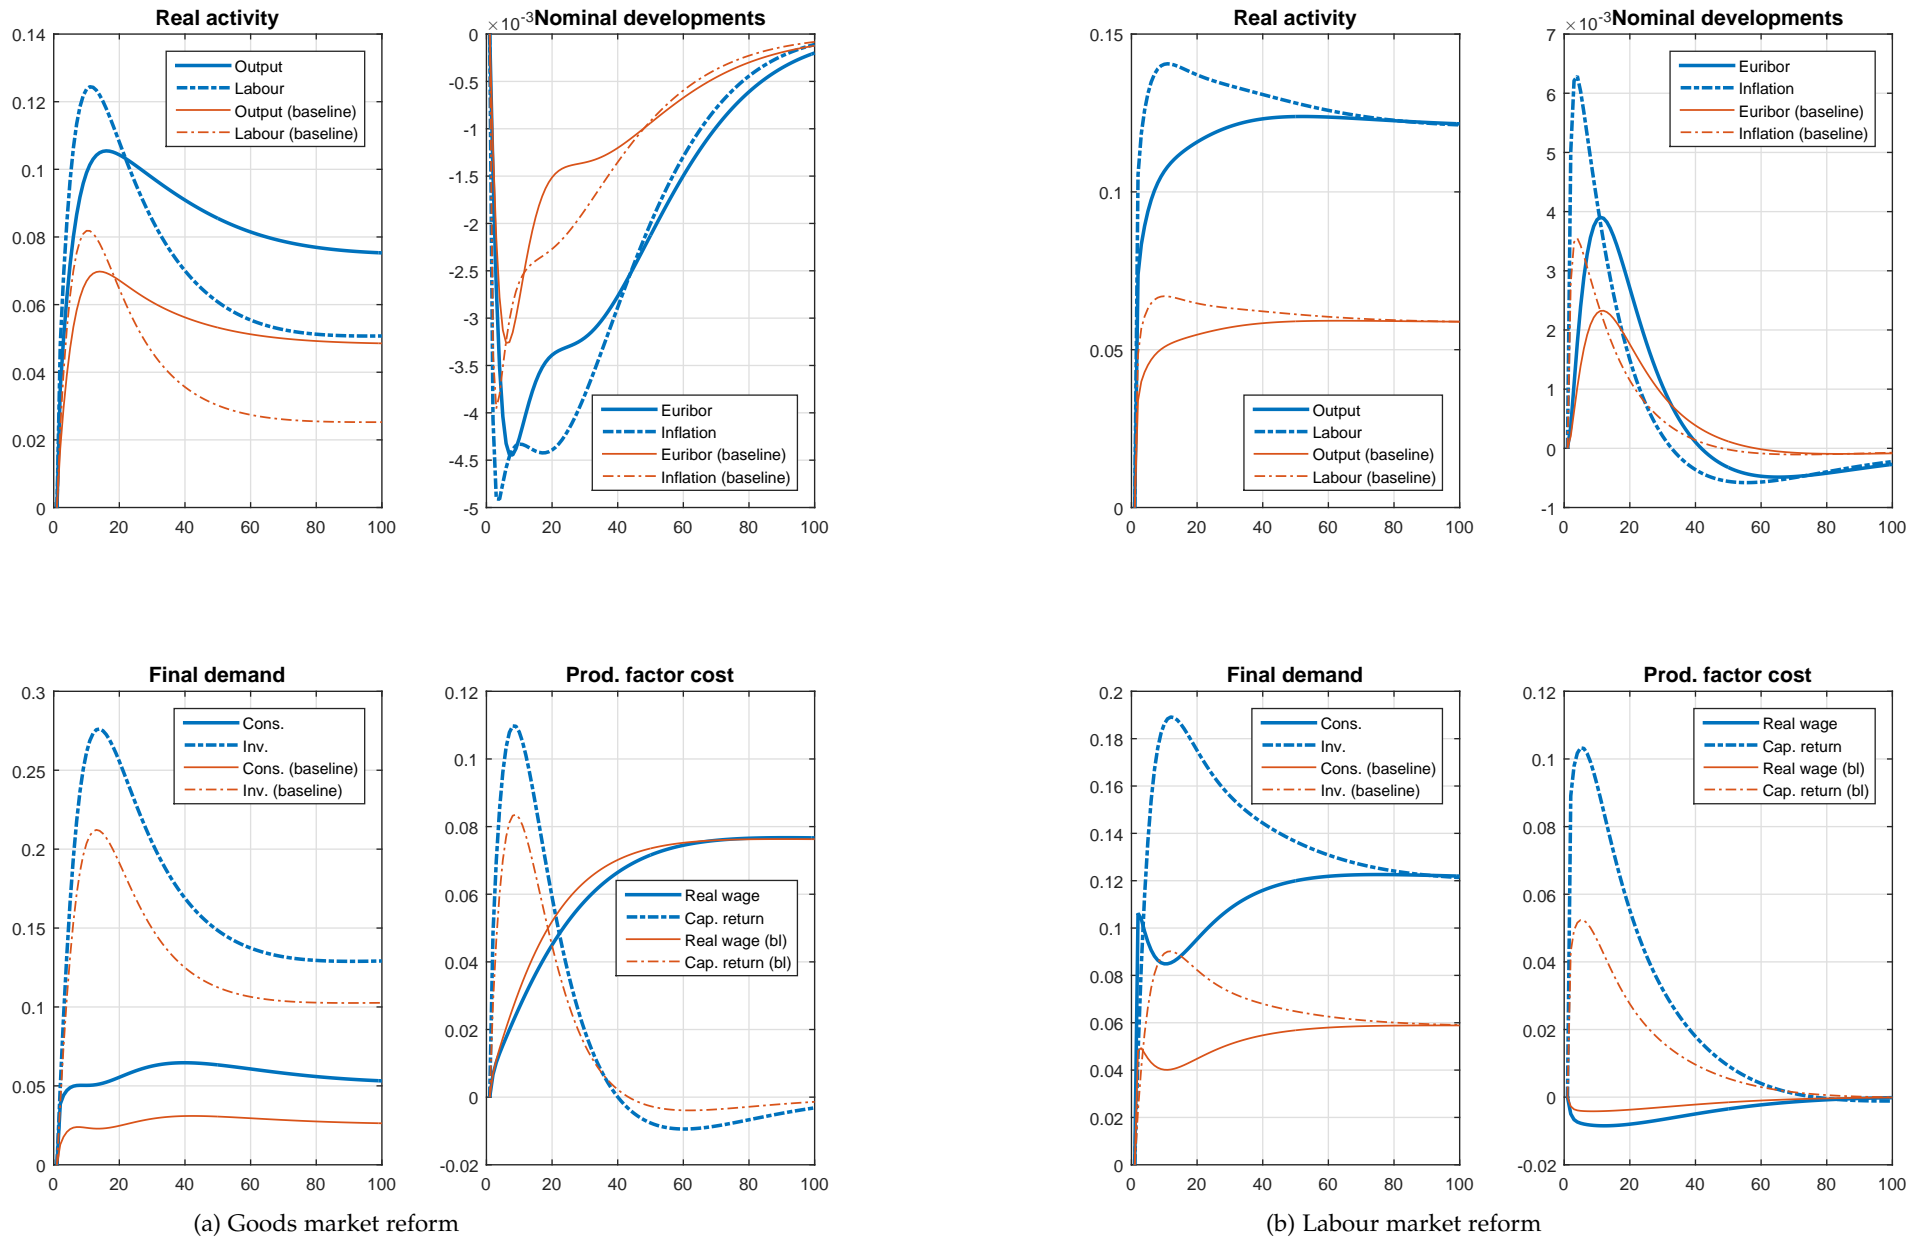 Real activity
0.14
0.12
0.1
0.08
0.06
0.04
0.02
0
0 20 40 60 80 100
Output
Labour
Output (baseline)
Labour (baseline)
×10⁻³ Nominal developments
0
-0.5
-1
-1.5
-2
-2.5
-3
-3.5
-4
-4.5
-5
0 20 40 60 80 100
Euribor
Inflation
Euribor (baseline)
Inflation (baseline)
Real activity
0.15
0.1
0.05
0
0 20 40 60 80 100
Output
Labour
Output (baseline)
Labour (baseline)
×10⁻³ Nominal developments
7
6
5
4
3
2
1
0
-1
0 20 40 60 80 100
Euribor
Inflation
Euribor (baseline)
Inflation (baseline)
Final demand
0.3
0.25
0.2
0.15
0.1
0.05
0
0 20 40 60 80 100
Cons.
Inv.
Cons. (baseline)
Inv. (baseline)
Prod. factor cost
0.12
0.1
0.08
0.06
0.04
0.02
0
-0.02
0 20 40 60 80 100
Real wage
Cap. return
Real wage (bl)
Cap. return (bl)
Final demand
0.2
0.18
0.16
0.14
0.12
0.1
0.08
0.06
0.04
0.02
0
0 20 40 60 80 100
Cons.
Inv.
Cons. (baseline)
Inv. (baseline)
Prod. factor cost
0.12
0.1
0.08
0.06
0.04
0.02
0
-0.02
0 20 40 60 80 100
Real wage
Cap. return
Real wage (bl)
Cap. return (bl)
(a) Goods market reform
(b) Labour market reform